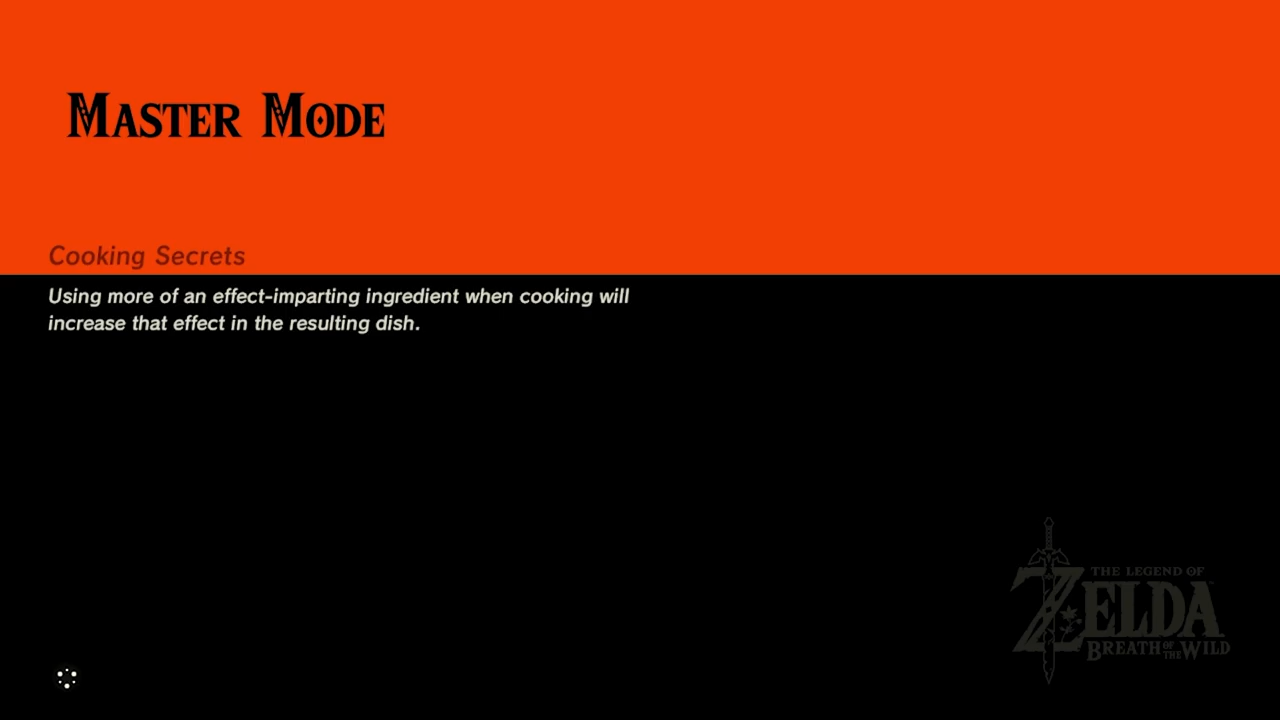 Master Mode
Cooking Secrets
Using more of an effect-imparting ingredient when cooking will
increase that effect in the resulting dish.
THE LEGEND OF
ZELDA
BREATH OF THE WILD